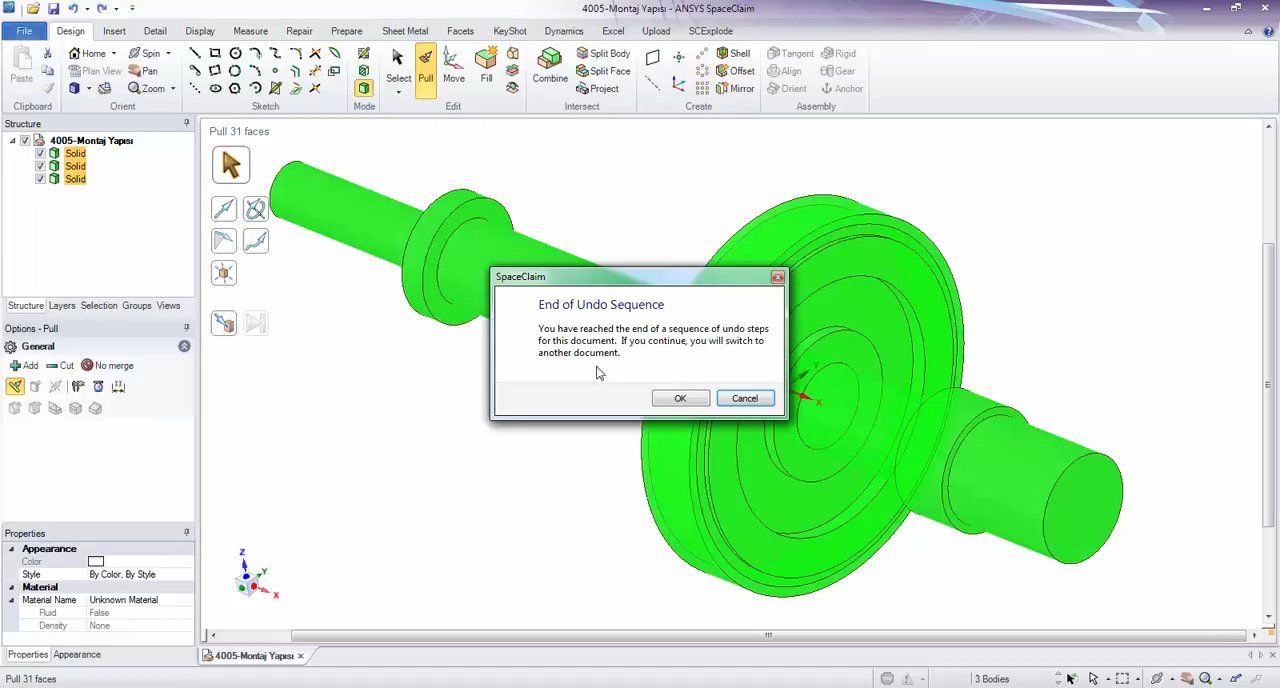 4005-Montaj Yapısı - ANSYS SpaceClaim
File Design Insert Detail Display Measure Repair Prepare Sheet Metal Facets KeyShot Dynamics Excel Upload SCExplode
Home Spin Split Body Shell Tangent Rigid
Paste Plan View Pan Select Pull Move Fill Combine Split Face Offset Align Gear
Zoom Project Mirror Orient Anchor
Clipboard Orient Sketch Mode Edit Intersect Create Assembly
Structure
4005-Montaj Yapısı
Solid
Solid
Solid
Structure Layers Selection Groups Views
Options - Pull
General
Add Cut No merge
Properties
Appearance
Color
Style By Color, By Style
Material
Material Name Unknown Material
Fluid False
Density None
Properties Appearance
Pull 31 faces
SpaceClaim
End of Undo Sequence
You have reached the end of a sequence of undo steps
for this document. If you continue, you will switch to
another document.
OK Cancel
Y
X
Z
Y
X
4005-Montaj Yapısı
Pull 31 faces 3 Bodies